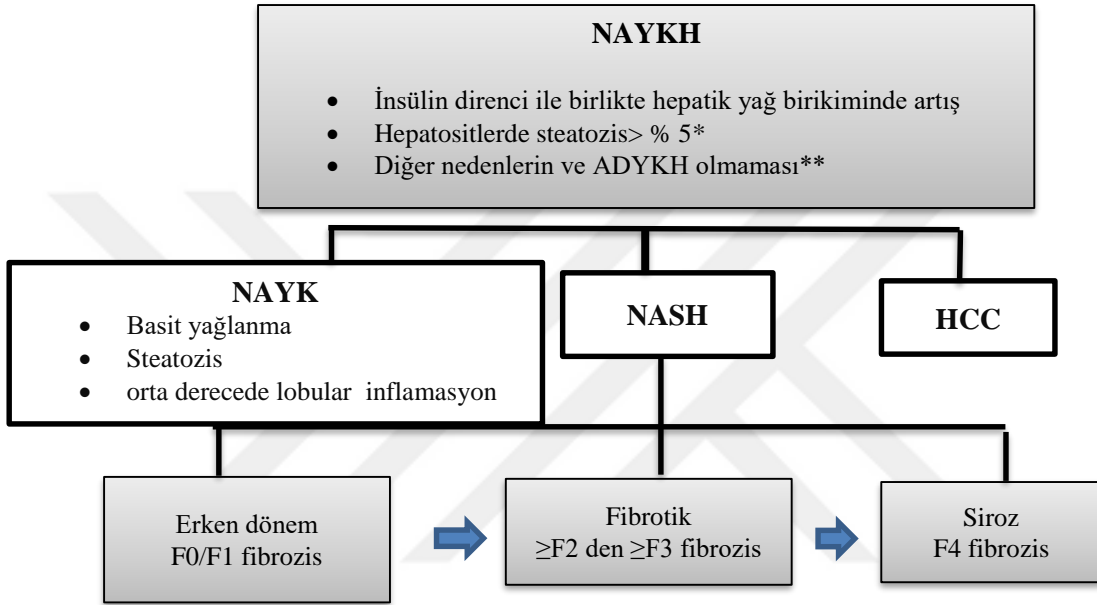 NAYKH
• İnsülin direnci ile birlikte hepatik yağ birikiminde artış
• Hepatositlerde steatozis> % 5*
• Diğer nedenlerin ve ADYKH olmaması**
NAYK
• Basit yağlanma
• Steatozis
• orta derecede lobular inflamasyon
NASH
HCC
Erken dönem
F0/F1 fibrozis
Fibrotik
≥F2 den ≥F3 fibrozis
Siroz
F4 fibrozis